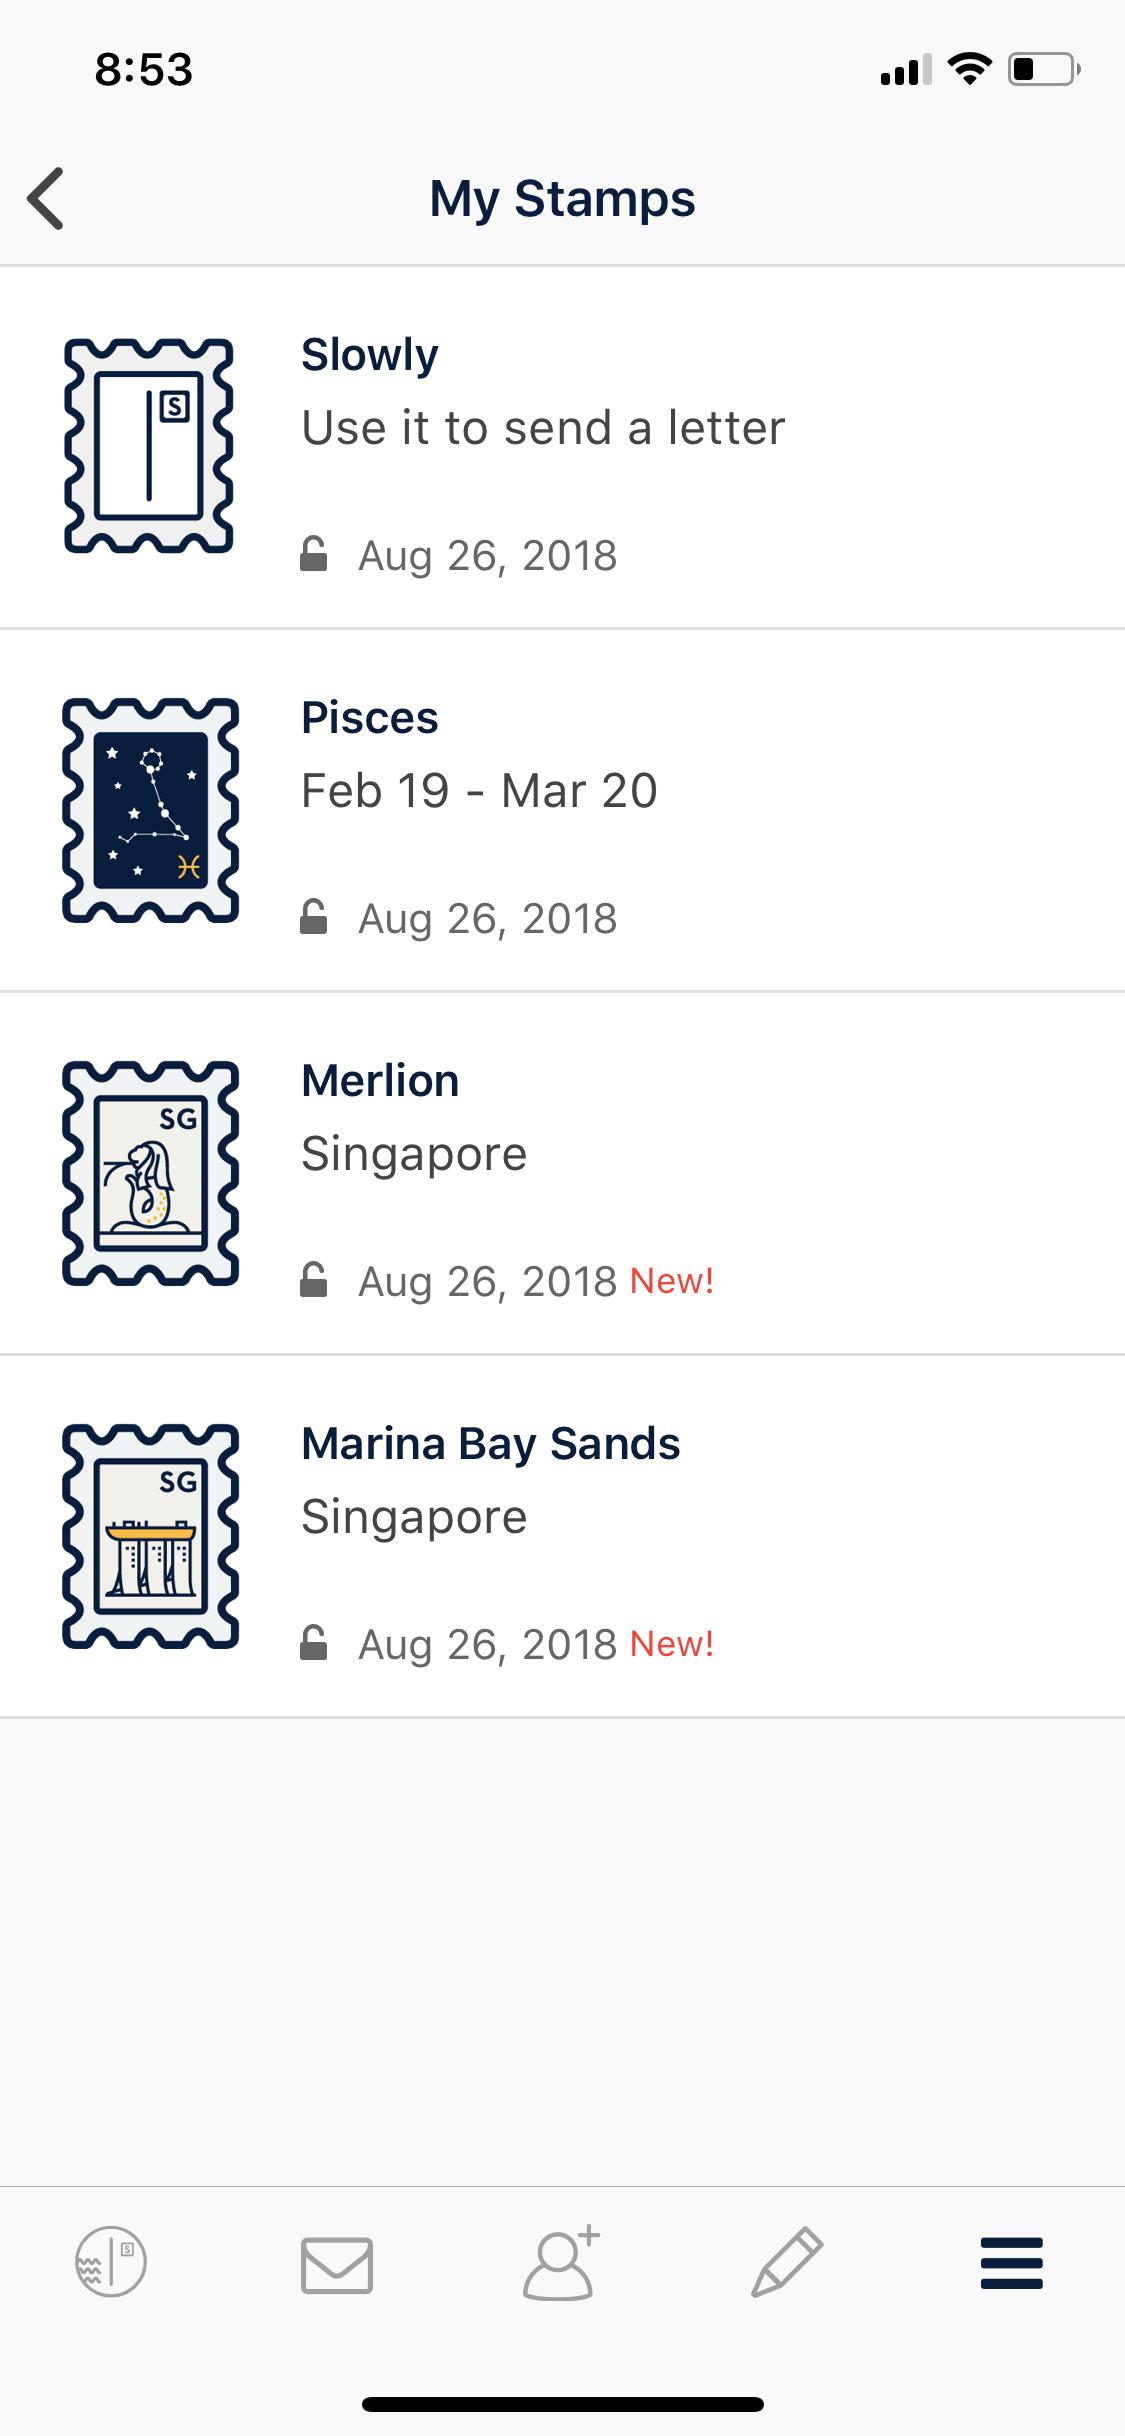 8:53
My Stamps
S
Slowly
Use it to send a letter
Aug 26, 2018
Pisces
Feb 19 - Mar 20
Aug 26, 2018
SG
Merlion
Singapore
Aug 26, 2018 New!
SG
Marina Bay Sands
Singapore
Aug 26, 2018 New!
S